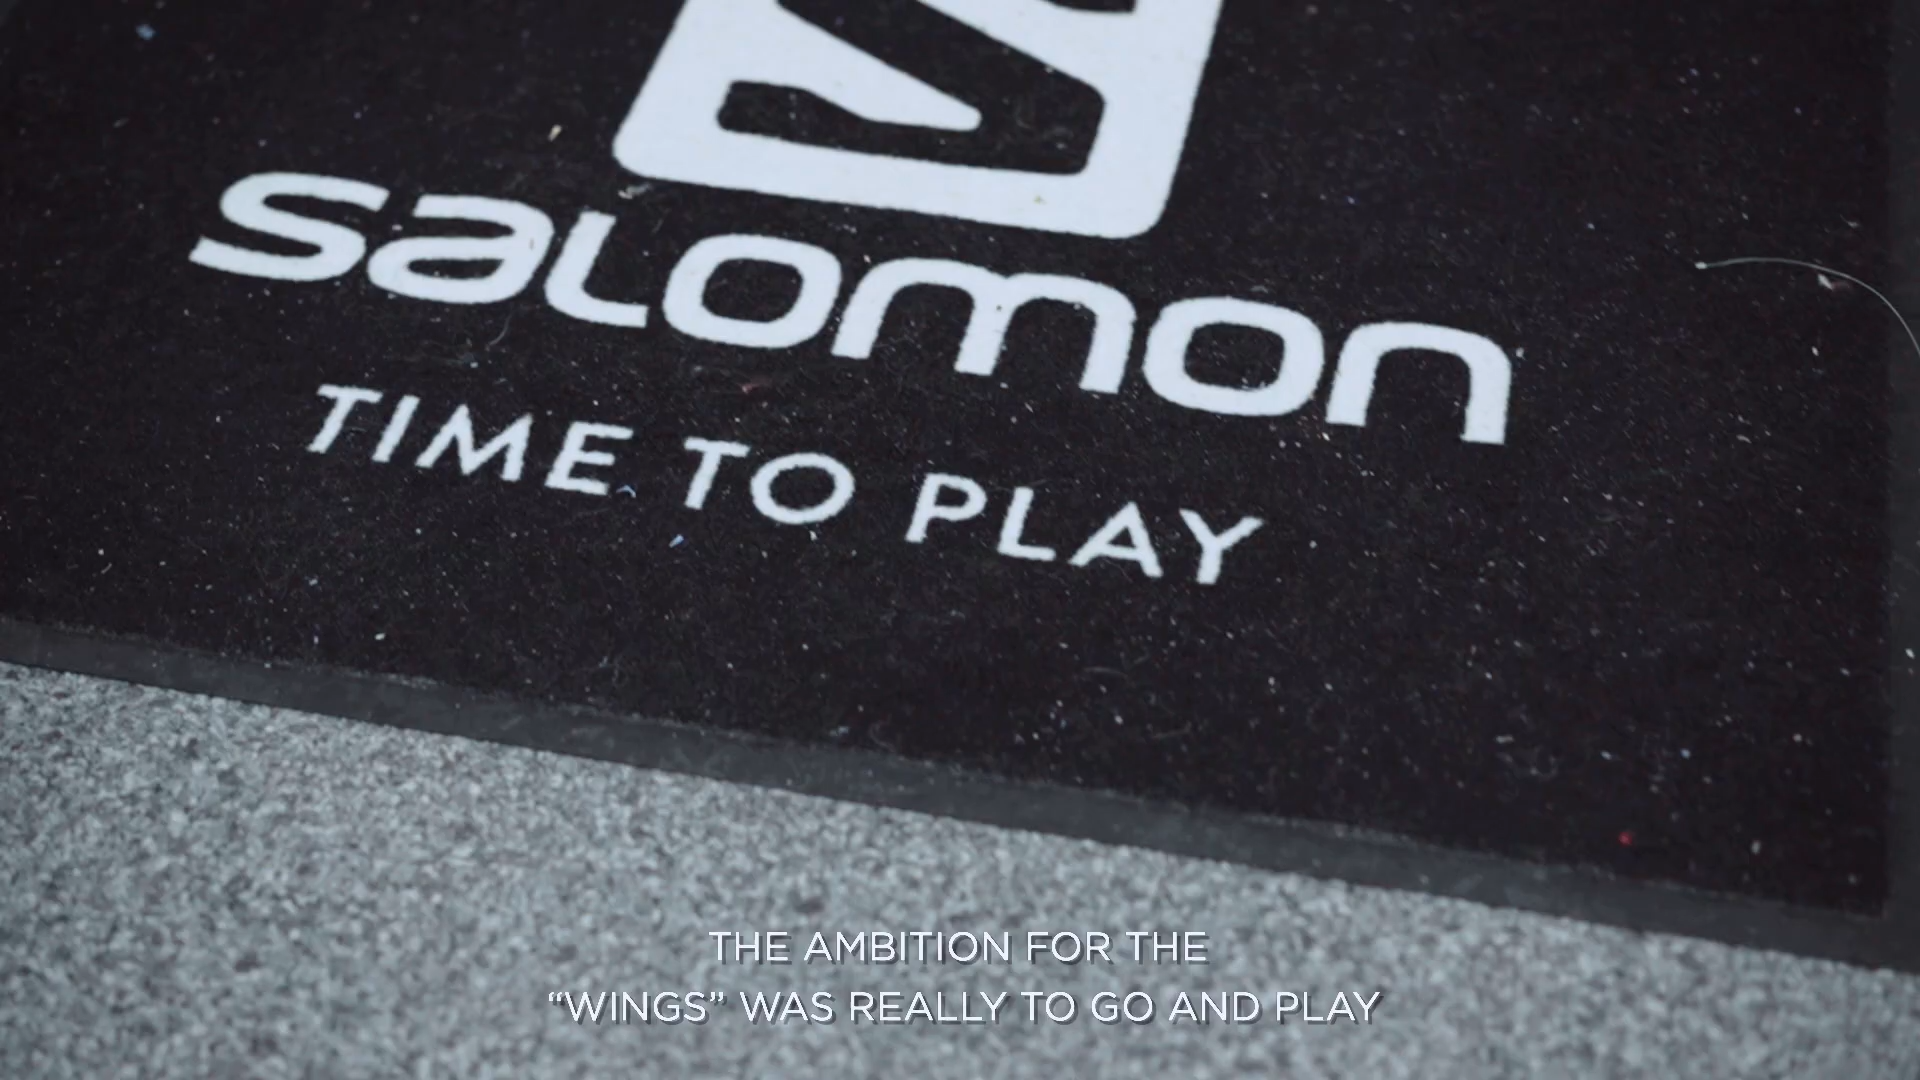 salomon
TIME TO PLAY
THE AMBITION FOR THE
“WINGS” WAS REALLY TO GO AND PLAY